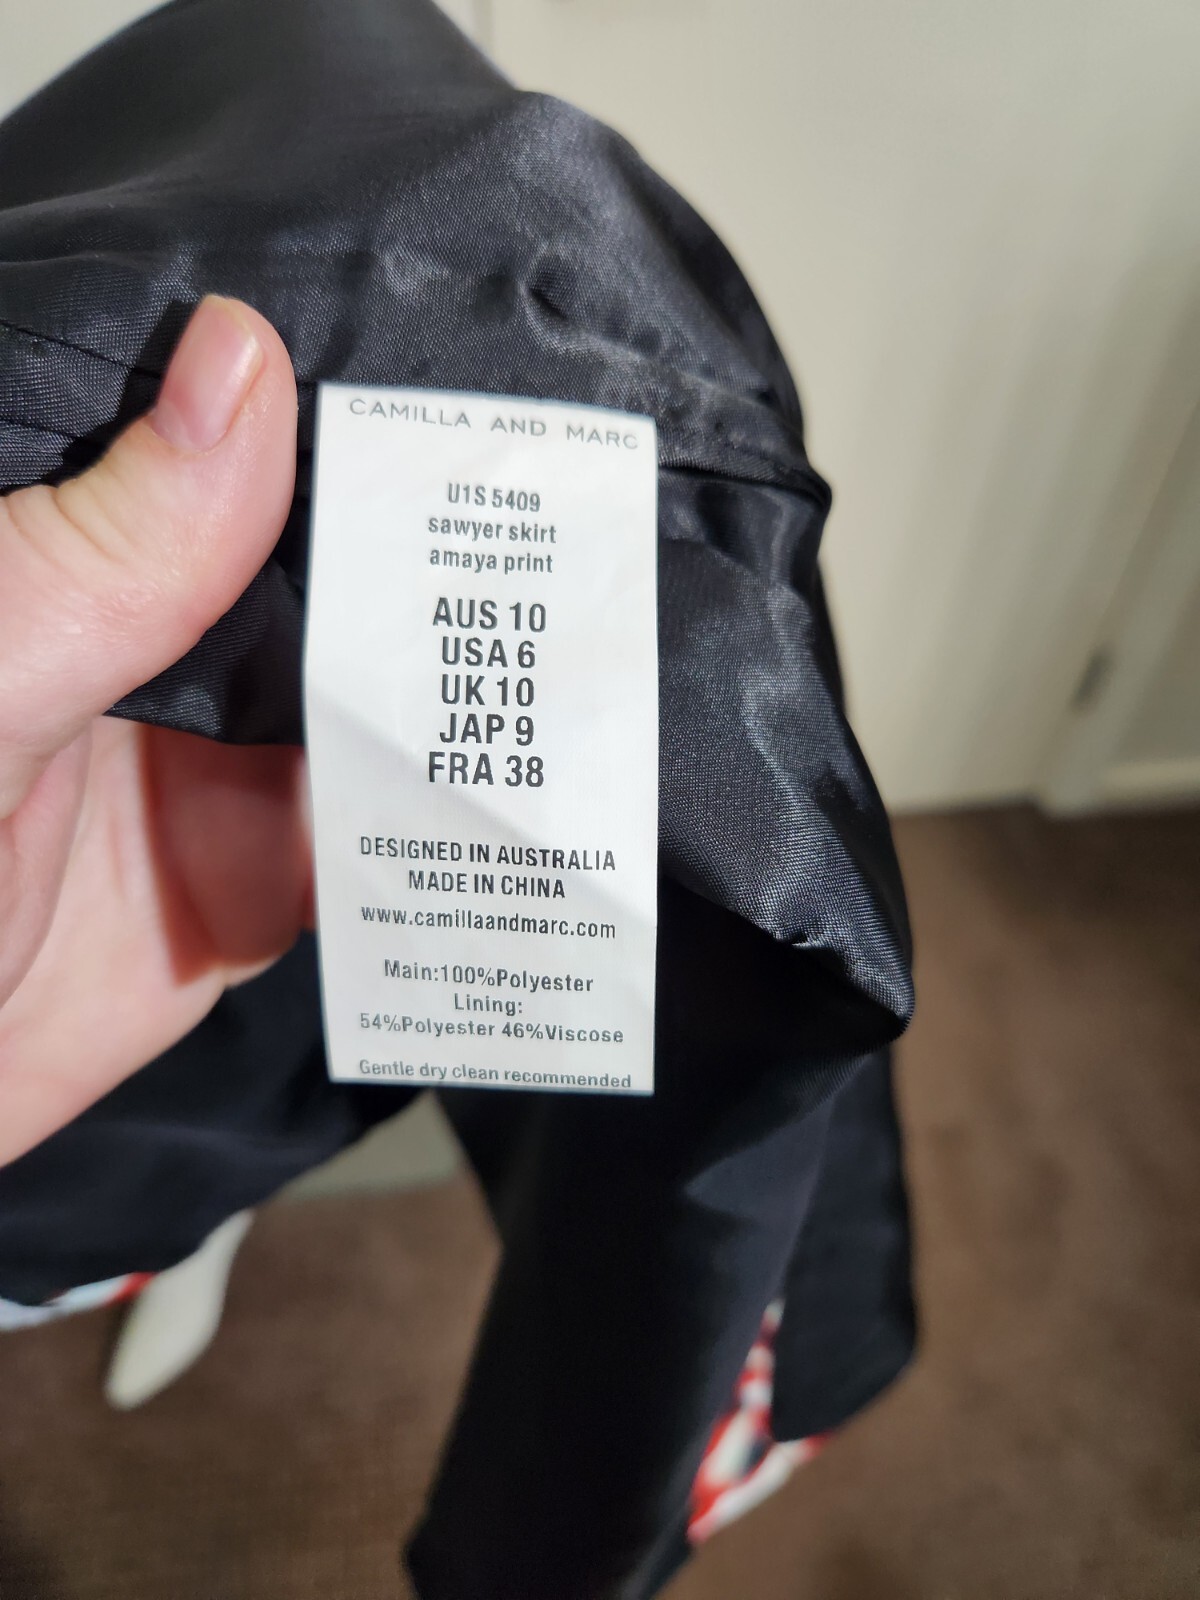 CAMILLA AND MARC
U1S 5409
sawyer skirt
amaya print
AUS 10
USA 6
UK 10
JAP 9
FRA 38
DESIGNED IN AUSTRALIA
MADE IN CHINA
www.camillaandmarc.com
Main:100%Polyester
Lining:
54%Polyester 46%Viscose
Gentle dry clean recommended